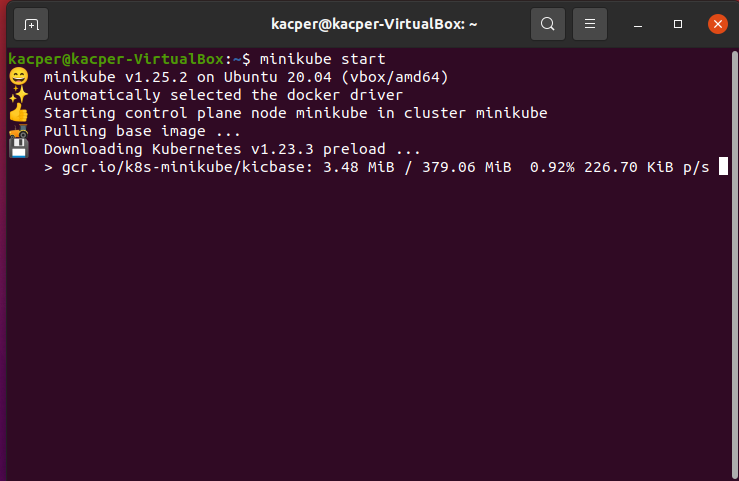 kacper@kacper-VirtualBox: ~
kacper@kacper-VirtualBox:~$ minikube start
😄 minikube v1.25.2 on Ubuntu 20.04 (vbox/amd64)
✨ Automatically selected the docker driver
👍 Starting control plane node minikube in cluster minikube
🚜 Pulling base image ...
💾 Downloading Kubernetes v1.23.3 preload ...
> gcr.io/k8s-minikube/kicbase: 3.48 MiB / 379.06 MiB 0.92% 226.70 KiB p/s